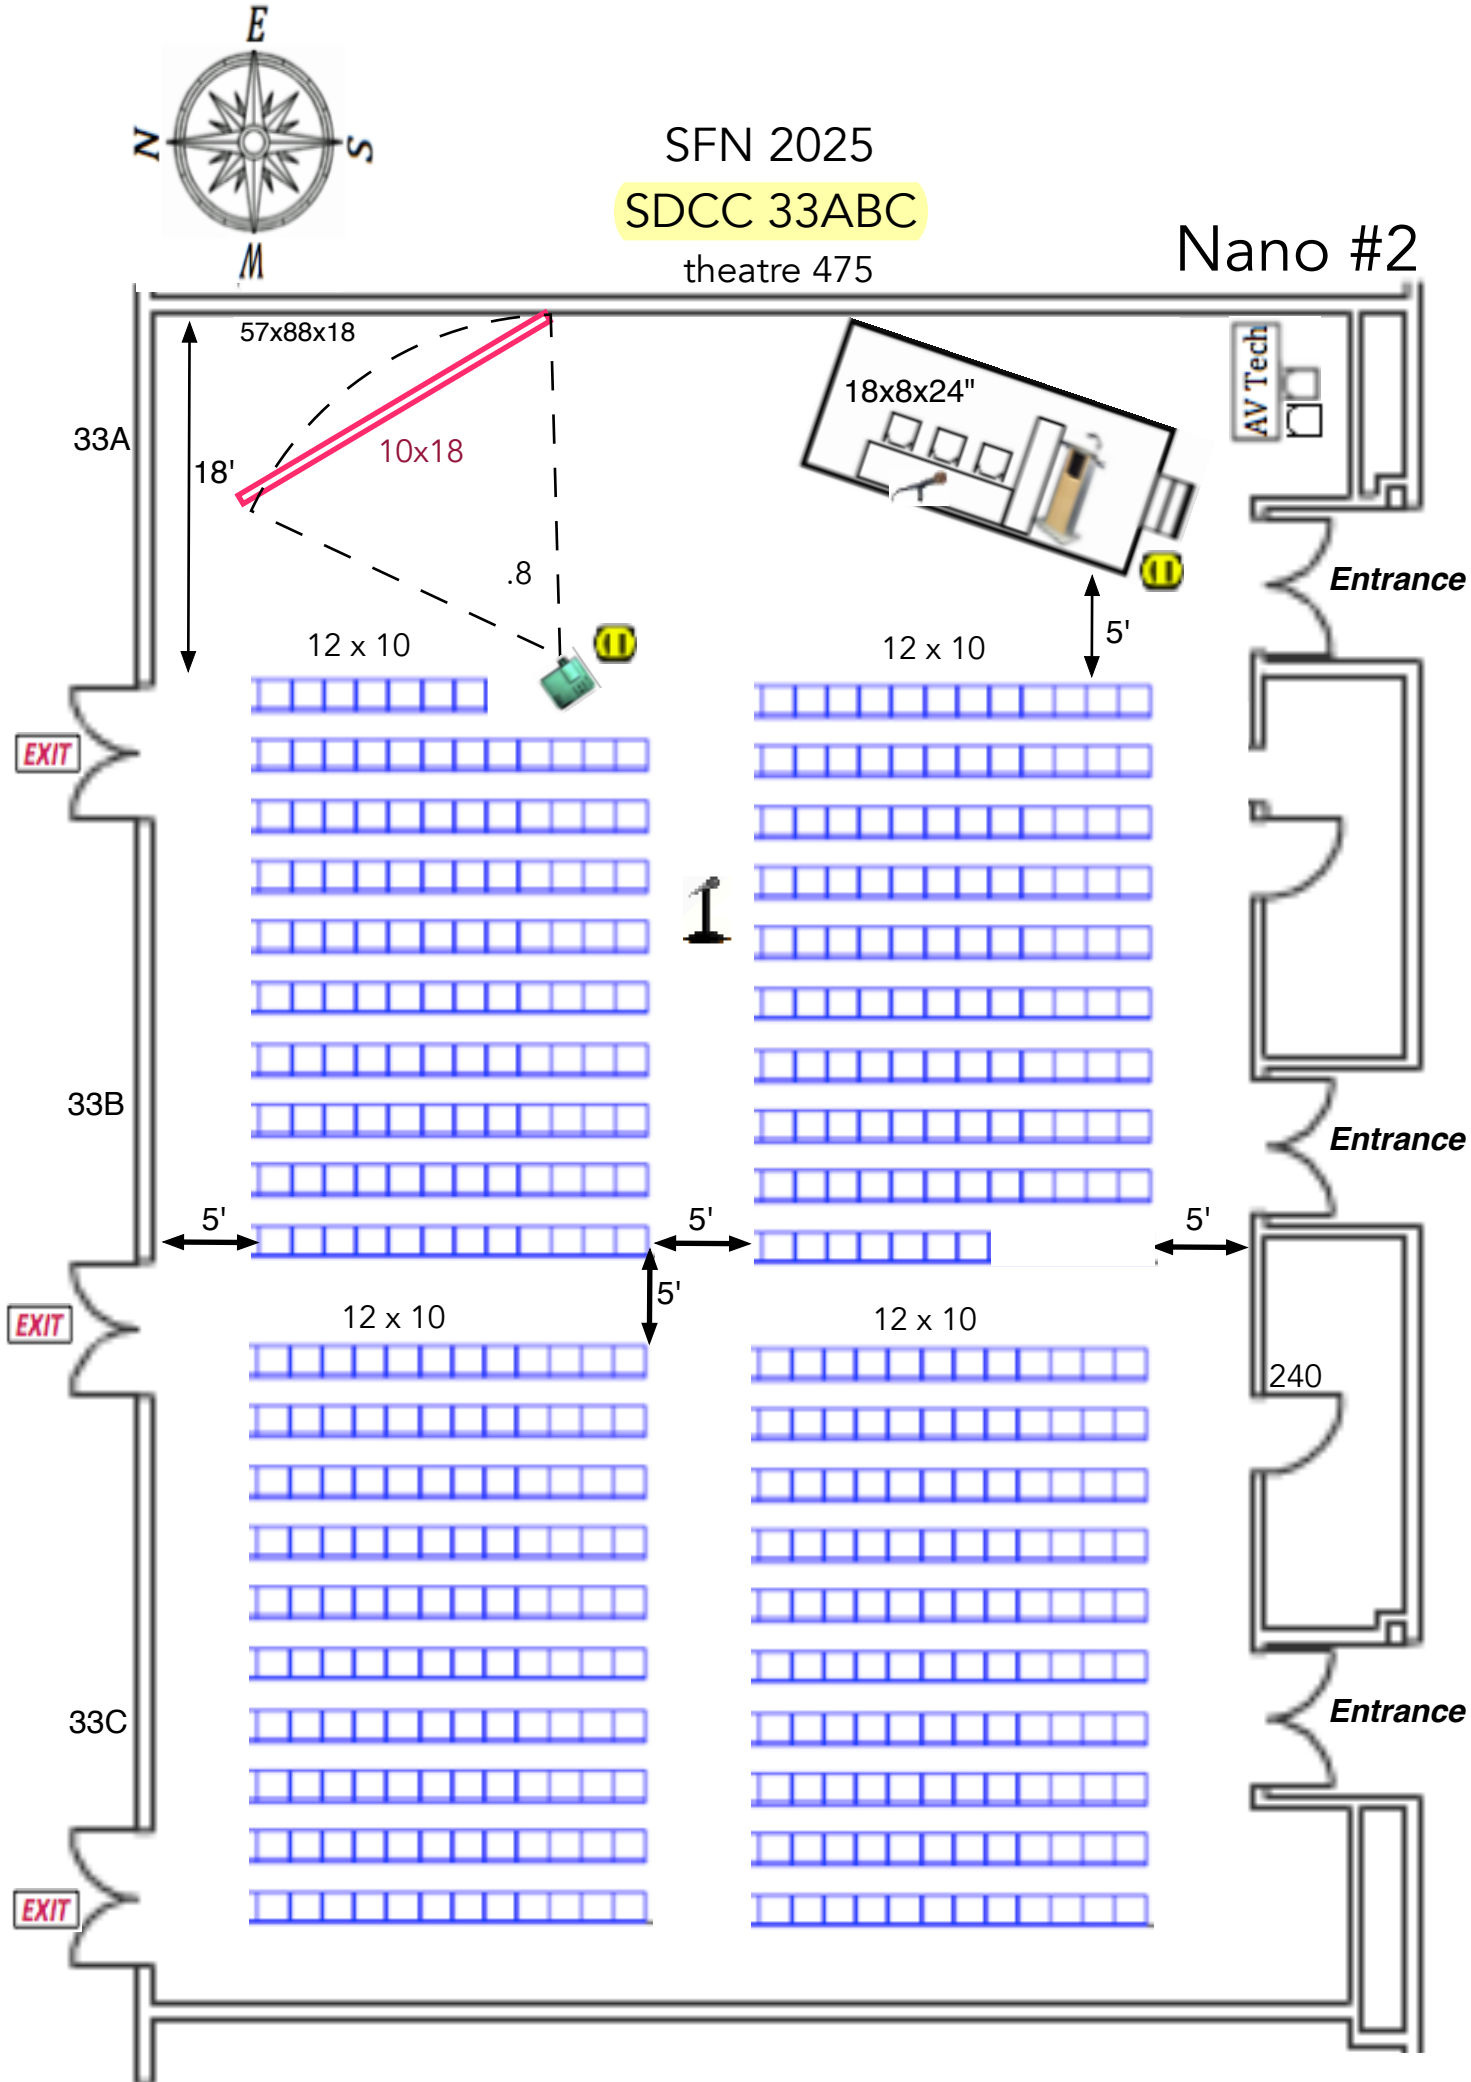 E
N
S
W
SFN 2025
SDCC 33ABC
theatre 475
Nano #2
57x88x18
33A
18'
10x18
18x8x24"
AV Tech
.8
Entrance
12 x 10
12 x 10
5'
EXIT
33B
Entrance
5'
5'
5'
5'
EXIT
12 x 10
12 x 10
240
33C
Entrance
EXIT